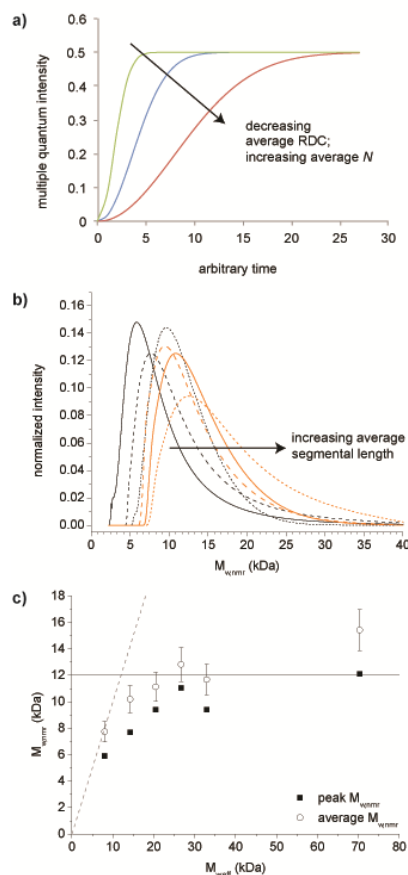 a)
0.6
0.5
0.4
0.3
0.2
0.1
0
multiple quantum intensity
decreasing
average RDC;
increasing average N
0 5 10 15 20 25 30
arbitrary time
b)
0.16
0.14
0.12
0.10
0.08
0.06
0.04
0.02
0.00
normalized intensity
increasing average
segmental length
0 5 10 15 20 25 30 35 40
Mw,nmr (kDa)
c)
18
16
14
12
10
8
6
4
2
0
Mw,nmr (kDa)
peak Mw,nmr
average Mw,nmr
0 10 20 30 40 50 60 70 80
(kDa)